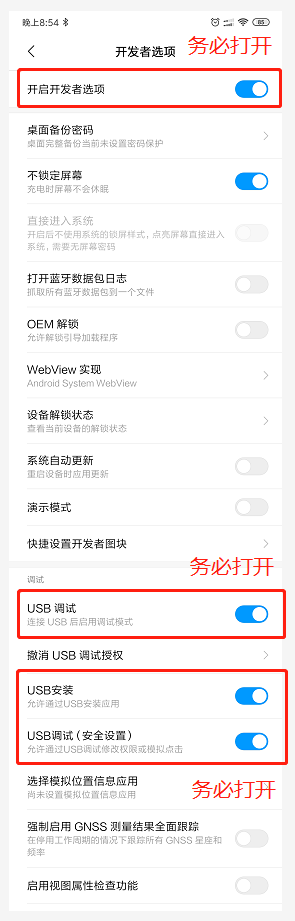 晚上8:54
85
开发者选项
务必打开
开启开发者选项
桌面备份密码
桌面完整备份当前未设置密码保护
不锁定屏幕
充电时屏幕不会休眠
直接进入系统
开启后不使用系统的锁屏样式，点亮屏幕直接进入
系统，需要无屏幕密码
打开蓝牙数据包日志
抓取所有蓝牙数据包到一个文件
OEM 解锁
允许解锁引导加载程序
WebView 实现
Android System WebView
设备解锁状态
查看当前设备的解锁状态
系统自动更新
重启设备时应用更新
演示模式
快捷设置开发者图块
务必打开
调试
USB 调试
连接 USB 后启用调试模式
撤消 USB 调试授权
USB安装
允许通过USB安装应用
USB调试（安全设置）
允许通过USB调试修改权限或模拟点击
选择模拟位置信息应用
尚未设置模拟位置信息应用
务必打开
强制启用 GNSS 测量结果全面跟踪
在停用工作周期的情况下跟踪所有 GNSS 星座和
频率
启用视图属性检查功能